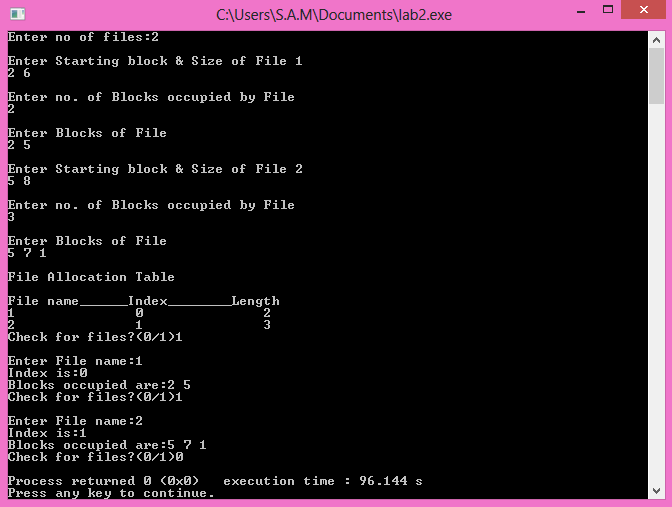 C:\Users\S.A.M\Documents\lab2.exe
Enter no of files:2
Enter Starting block & Size of File 1
2 6
Enter no. of Blocks occupied by File
2
Enter Blocks of File
2 5
Enter Starting block & Size of File 2
5 8
Enter no. of Blocks occupied by File
3
Enter Blocks of File
5 7 1
File Allocation Table
File name______Index________Length
1               0               2
2               1               3
Check for files?(0/1)1
Enter File name:1
Index is:0
Blocks occupied are:2 5
Check for files?(0/1)1
Enter File name:2
Index is:1
Blocks occupied are:5 7 1
Check for files?(0/1)0
Process returned 0 (0x0)   execution time : 96.144 s
Press any key to continue.